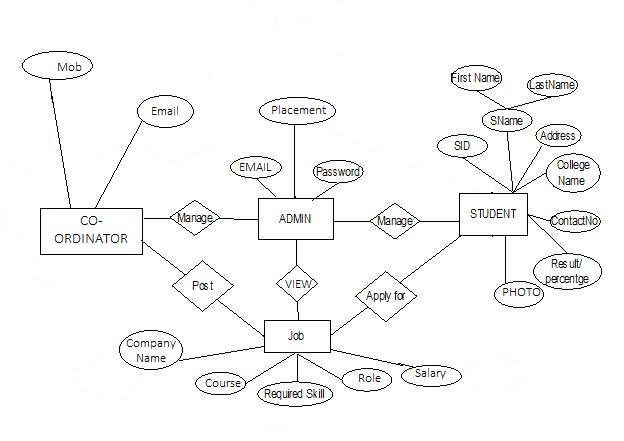 First Name
LastName
Mob
Email
Placement
SName
SID
Address
EMAIL
Password
College
Name
CO-
ORDINATOR
Manage
ADMIN
Manage
STUDENT
ContactNo
Post
VIEW
Apply for
Result/
percentge
PHOTO
Job
Company
Name
Course
Required Skill
Role
Salary